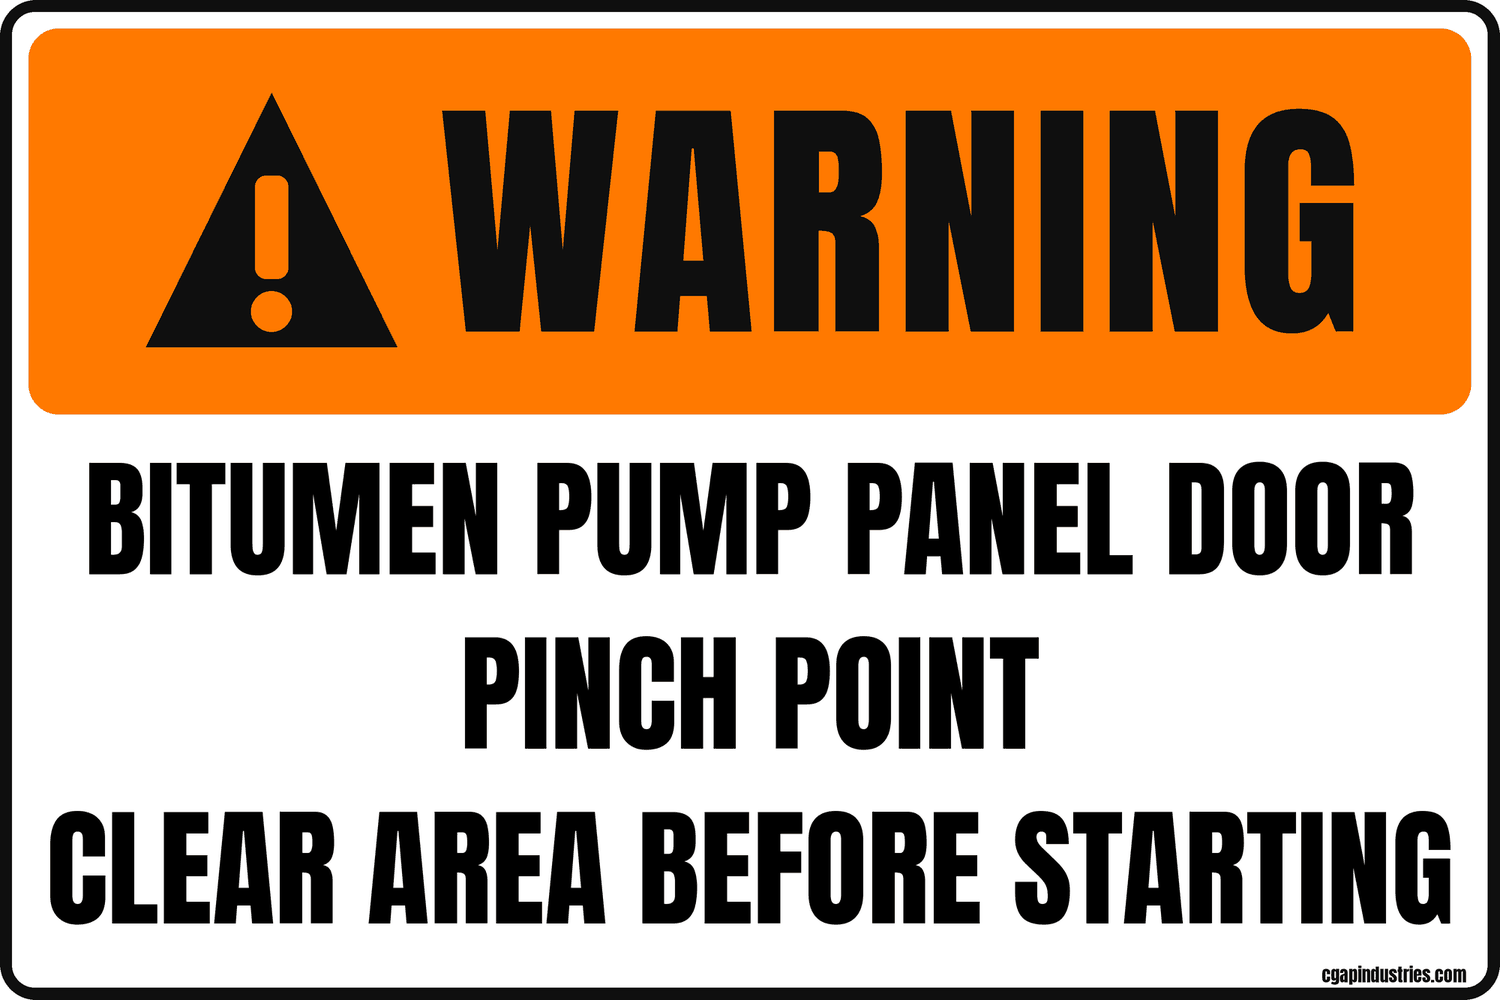 WARNING
BITUMEN PUMP PANEL DOOR
PINCH POINT
CLEAR AREA BEFORE STARTING
cgapindustries.com